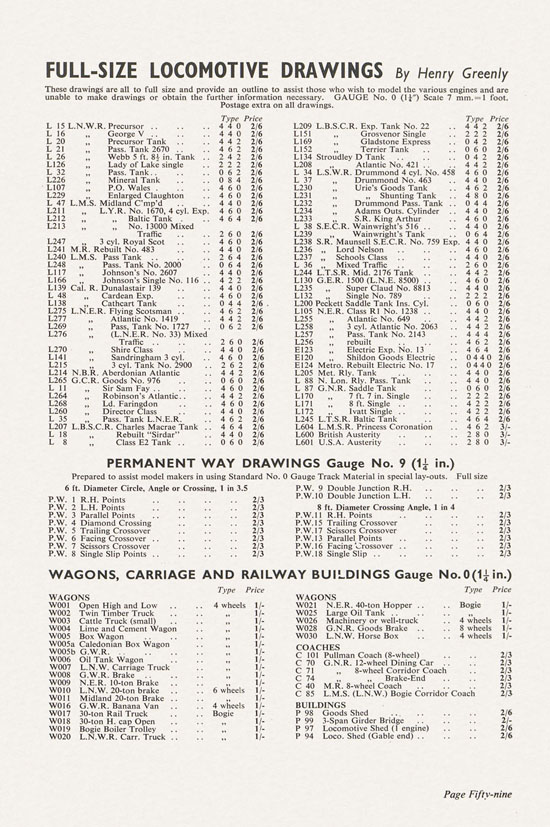 FULL-SIZE LOCOMOTIVE DRAWINGS By Henry Greenly
These drawings are all to full size and provide an outline to assist those who wish to model the various engines and are
unable to make drawings or obtain the further information necessary. GAUGE No. 0 (1¼") Scale 7 mm.=1 foot.
Postage extra on all drawings.
Type Price
L 15 L.N.W.R. Precursor .. .. .. 4 4 0 2/6
L 16 „ George V .. .. .. 4 4 0 2/6
L 20 „ Precursor Tank .. .. 4 4 2 2/6
L 21 „ Pass. Tank 2670 .. .. 4 6 2 2/6
L 26 „ Webb 5 ft. 8½ in. Tank .. 2 4 2 2/6
L126 „ Lady of Lake single .. 2 2 2 2/6
L 32 „ Pass. Tank .. .. .. 0 6 2 2/6
L226 „ Mineral Tank .. .. 0 8 4 2/6
L107 „ P.O. Wales .. .. .. 4 6 0 2/6
L229 „ Enlarged Claughton .. 4 6 0 2/6
L 47 L.M.S. Midland C'mp'd .. .. 4 4 0 2/6
L211 „ L.Y.R. No. 1670, 4 cyl. Exp. 4 6 0 2/6
L212 „ „ Baltic Tank .. 4 6 4 2/6
L213 „ „ No. 13000 Mixed
Traffic .. .. 2 6 0 2/6
L247 „ 3 cyl. Royal Scot .. 4 6 0 2/6
L241 M.R. Rebuilt No. 483 .. .. 4 4 0 2/6
L240 L.M.S. Pass Tank .. .. 2 6 4 2/6
L248 „ Pass. Tank No. 2000 .. 0 6 4 2/6
L117 „ Johnson's No. 2607 .. 4 4 0 2/6
L166 „ Johnson's Single No. 116 .. 4 2 2 2/6
L139 Cal. R. Dunalastair 139 .. .. 4 4 0 2/6
L 48 „ Cardean Exp. .. .. 4 6 0 2/6
L138 „ Cathcart Tank .. .. 0 4 4 2/6
L275 L.N.E.R. Flying Scotsman .. .. 4 6 2 2/6
L277 „ Atlantic No. 1419 .. .. 4 4 2 2/6
L269 „ Pass. Tank No. 1727 .. 0 6 2 2/6
L276 „ (L.N.E.R. No. 33) Mixed
Traffic .. .. .. 2 6 0 2/6
L270 „ Shire Class .. .. .. 4 4 0 2/6
L141 „ Sandringham 3 cyl. .. 4 6 0 2/6
L215 „ 3 cyl. Tank No. 2900 .. 2 6 2 2/6
L214 N.B.R. Aberdonian Atlantic .. 4 4 2 2/6
L265 G.C.R. Goods No. 976 .. .. 0 6 0 2/6
L 11 „ Sir Sam Fay .. .. .. 4 6 0 2/6
L264 „ Robinson's Atlantic .. .. 4 4 2 2/6
L268 „ Ld. Faringdon .. .. 4 6 0 2/6
L260 „ Director Class .. .. 4 4 0 2/6
L 35 „ Pass. Tank L.N.E.R. .. 4 6 2 2/6
L207 L.B.S.C.R. Charles Macrae Tank 4 6 4 2/6
L 18 „ Rebuilt "Sirdar" .. 4 4 0 2/6
L 8 „ Class E2 Tank .. 0 6 0 2/6
Type Price
L209 L.B.S.C.R. Exp. Tank No. 22 .. 4 4 2 2/6
L151 „ Grosvenor Single .. 2 2 2 2/6
L169 „ Gladstone Express .. 0 4 2 2/6
L152 „ Terrier Tank .. 0 6 0 2/6
L134 Stroudley D Tank .. .. .. 0 4 2 2/6
L208 „ Atlantic No. 421 .. .. 4 4 2 2/6
L 34 L.S.W.R. Drummond 4 cyl. No. 458 4 6 0 2/6
L 37 „ Drummond No. 463 .. 4 4 0 2/6
L230 „ Urie's Goods Tank .. 4 6 2 2/6
L231 „ „ Shunting Tank .. 4 8 0 2/6
L232 „ Drummond Pass. Tank .. 0 4 4 2/6
L234 „ Adams Outs. Cylinder .. 4 4 0 2/6
L233 „ S.R. King Arthur .. 4 6 0 2/6
L 38 S.E.C.R. Wainwright's 516 .. .. 4 4 0 2/6
L239 „ Wainwright's Tank .. 0 4 4 2/6
L238 S.R. Maunsell S.E.C.R. No. 759 Exp. 4 4 0 2/6
L236 „ Lord Nelson .. .. .. 4 6 0 2/6
L237 „ Schools Class .. .. .. 4 4 0 2/6
L 36 „ Mixed Traffic .. .. .. 2 6 0 2/6
L244 L.T.S.R. Mid. 2176 Tank .. .. 4 4 2 2/6
L130 G.E.R. 1500 (L.N.E. 8500) .. .. 4 6 0 2/6
L235 „ Super Claud No. 8813 .. 4 4 0 2/6
L132 „ Single No. 789 .. .. 2 2 2 2/6
L200 Peckett Saddle Tank Ins. Cyl. .. 0 6 0 2/6
L105 N.E.R. Class R1 No. 1238 .. .. 4 4 0 2/6
L255 „ Atlantic No. 649 .. .. 4 4 2 2/6
L258 „ 3 cyl. Atlantic No. 2063 .. 4 4 2 2/6
L257 „ Pass. Tank No. 2143 .. 4 4 4 2/6
L256 „ rebuilt .. .. 4 6 2 2/6
E123 „ Electric Exp. No. 13 .. 4 6 4 2/6
E120 „ Shildon Goods Electric .. 0440 2/6
E124 Metro. Rebuilt Electric No. 17 .. 0440 2/6
L205 Met. Rly. Tank .. .. .. 4 4 0 2/6
L 88 N. Lon. Rly. Pass. Tank .. .. 4 4 0 2/6
L 87 G.N.R. Saddle Tank .. .. .. 0 6 0 2/6
L170 „ 7 ft. 7 in. Single .. .. 2 2 2 2/6
L171 „ 8 ft. Single .. .. .. 4 2 2 2/6
L172 „ Ivatt Single .. .. 4 2 2 2/6
L245 L.T.S.R. Baltic Tank .. .. 4 6 4 2/6
L604 L.M.S.R. Princess Coronation .. 4 6 2 3/-
L600 British Austerity .. .. .. 2 8 0 3/-
L601 U.S.A. Austerity .. .. .. 2 8 0 3/-
PERMANENT WAY DRAWINGS Gauge No. 9 (1¼ in.)
Prepared to assist model makers in using Standard No. 0 Gauge Track Material in special lay-outs. Full size
6 ft. Diameter Circle, Angle or Crossing, 1 in 3.5
P.W. 1 R.H. Points .. .. .. .. 2/3
P.W. 2 L.H. Points .. .. .. .. 2/3
P.W. 3 Parallel Points .. .. .. 2/3
P.W. 4 Diamond Crossing .. .. .. 2/3
P.W. 5 Trailing Crossover .. .. .. 2/3
P.W. 6 Facing Crossover .. .. .. 2/3
P.W. 7 Scissors Crossover .. .. .. 2/3
P.W. 8 Single Slip Points .. .. .. 2/3
P.W. 9 Double Junction R.H. .. .. .. 2/3
P.W.10 Double Junction L.H. .. .. .. 2/3
8 ft. Diameter Crossing Angle, 1 in 4
P.W.11 R.H. Points .. .. .. .. 2/3
P.W.15 Trailing Crossover .. .. .. 2/3
P.W.17 Scissors Crossover .. .. .. 2/3
P.W.13 Parallel Points .. .. .. 2/3
P.W.16 Facing Crossover .. .. .. 2/3
P.W.18 Single Slip Points .. .. .. 2/3
WAGONS, CARRIAGE AND RAILWAY BUILDINGS Gauge No.0(1¼ in.)
Type Price
WAGONS
W001 Open High and Low .. .. 4 wheels 1/-
W002 Twin Timber Truck .. .. „ 1/-
W003 Cattle Truck (small) .. .. „ 1/-
W004 Lime and Cement Wagon .. „ 1/-
W005 Box Wagon .. .. .. „ 1/-
W005a Caledonian Box Wagon .. „ 1/-
W005b G.W.R. .. .. .. „ 1/-
W006 Oil Tank Wagon .. .. „ 1/-
W007 L.N.W. Carriage Truck .. „ 1/-
W008 G.W.R. Brake .. .. „ 1/-
W009 N.E.R. 10-ton Brake .. .. „ 1/-
W010 L.N.W. 20-ton brake .. .. 6 wheels 1/-
W011 Midland 20-ton Brake .. .. „ 1/-
W016 G.W.R. Banana Van .. .. 4 wheels 1/-
W017 30-ton Rail Truck .. .. Bogie 1/-
W018 30-ton H. cap Open .. .. „ 1/-
W019 Bogie Boiler Trolley .. .. „ 1/-
W020 L.N.W.R. Carr. Truck .. .. „ 1/-
Type Price
WAGONS
W021 N.E.R. 40-ton Hopper .. .. Bogie 1/-
W025 Large Oil Tank .. .. .. „ 1/-
W026 Machinery or well-truck .. 4 wheels 1/-
W028 G.N.R. Goods Brake .. .. 8 wheels 1/-
W030 L.N.W. Horse Box .. .. 4 wheels 1/-
COACHES
C 101 Pullman Coach (8-wheel) .. .. 2/3
C 70 G.N.R. 12-wheel Dining Car .. .. 2/3
C 71 „ 8-wheel Corridor Coach .. 2/3
C 74 „ „ Brake-End .. .. 2/3
C 40 M.R. 8-wheel Coach .. .. .. 2/3
C 85 L.M.S. (L.N.W.) Bogie Corridor Coach 2/3
BUILDINGS
P 98 Goods Shed .. .. .. .. 2/6
P 99 3-Span Girder Bridge .. .. .. 2/-
P 97 Locomotive Shed (1 engine) .. .. 2/6
P 94 Loco. Shed (Gable end) .. .. .. 2/6
Page Fifty-nine